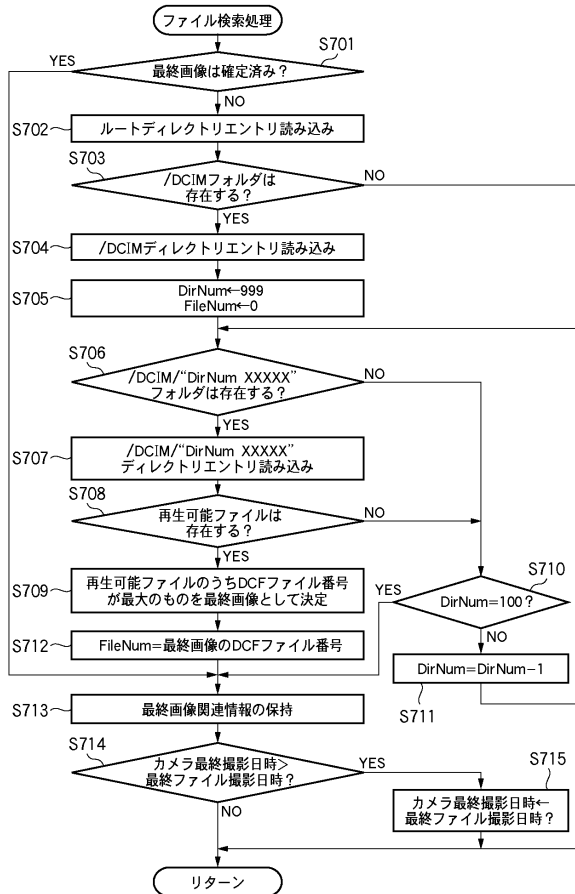 ファイル検索処理
S701
最終画像は確定済み？
YES
NO
S702
ルートディレクトリエントリ読み込み
S703
/DCIMフォルダは
存在する？
NO
YES
S704
/DCIMディレクトリエントリ読み込み
S705
DirNum←999
FileNum←0
S706
/DCIM/“DirNum XXXXX”
フォルダは存在する？
NO
YES
S707
/DCIM/“DirNum XXXXX”
ディレクトリエントリ読み込み
S708
再生可能ファイルは
存在する？
NO
YES
S709
再生可能ファイルのうちDCFファイル番号
が最大のものを最終画像として決定
S710
DirNum=100？
YES
NO
S712
FileNum=最終画像のDCFファイル番号
DirNum=DirNum−1
S711
S713
最終画像関連情報の保持
S714
カメラ最終撮影日時>
最終ファイル撮影日時？
YES
NO
S715
カメラ最終撮影日時←
最終ファイル撮影日時？
リターン